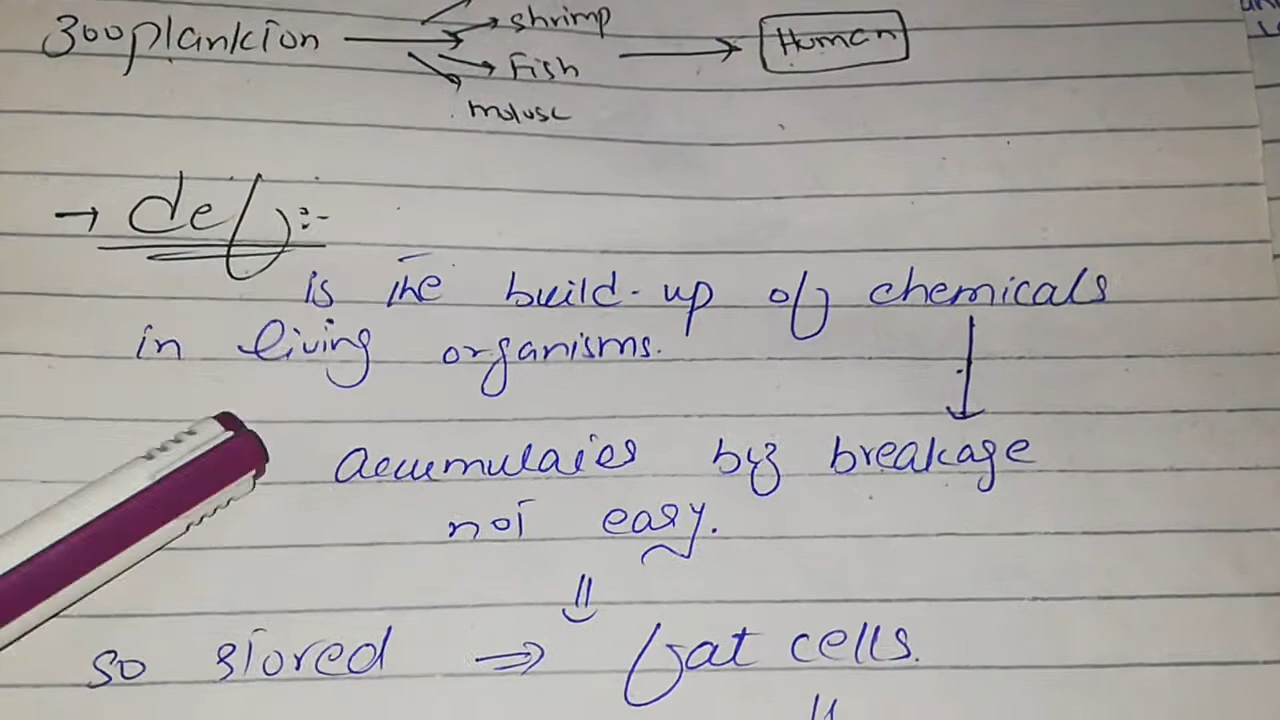 zooplankton → shrimp
→ Fish → Human
molusc
→ def :-
is the build-up of chemicals
in living organisms.
accumulates bcz breakage
not easy.
so stored ⇒ fat cells.